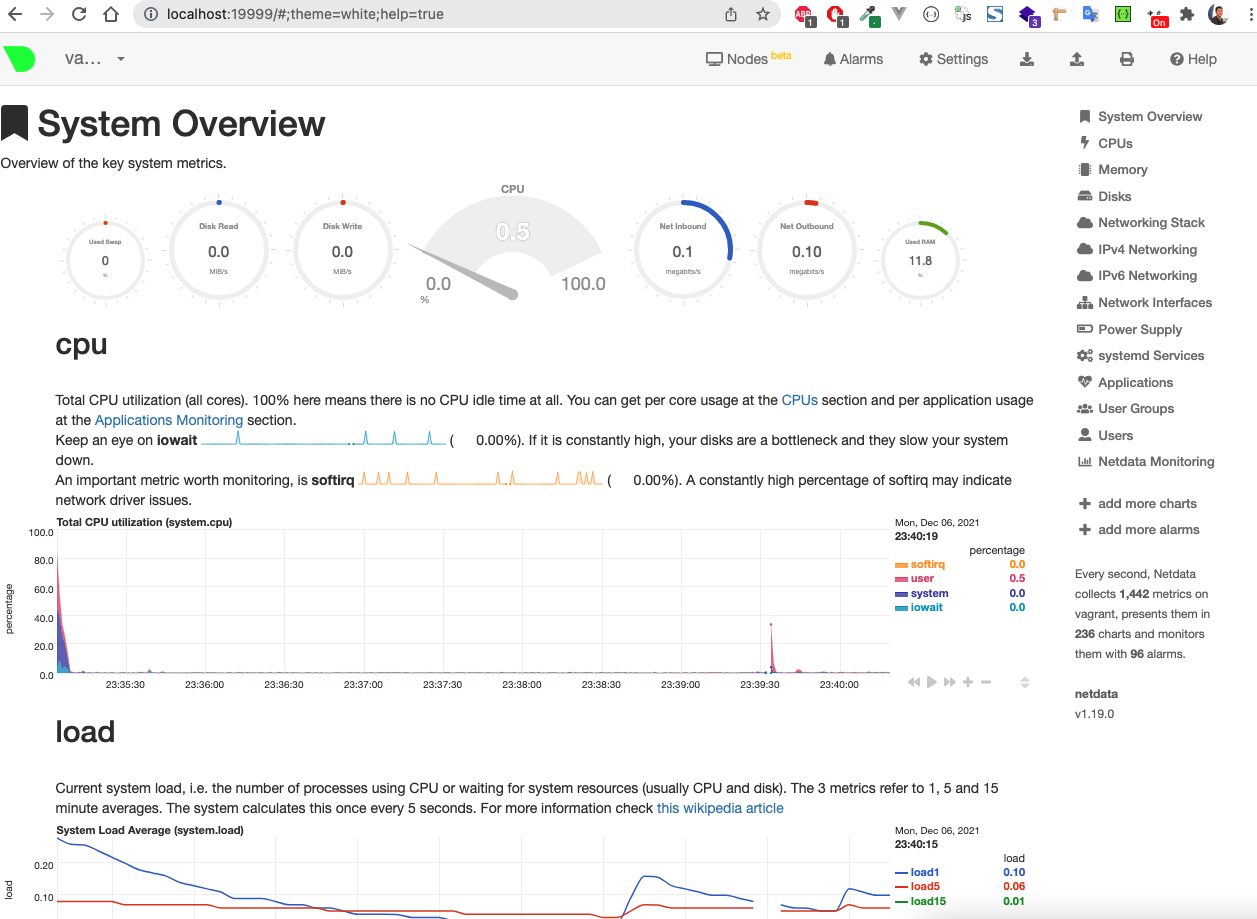 localhost:19999/#;theme=white;help=true
ABP
1
1
JS
3
On
va...
Nodes beta
Alarms
Settings
Help
System Overview
Overview of the key system metrics.
Used Swap
0
%
Disk Read
0.0
MiB/s
Disk Write
0.0
MiB/s
CPU
0.5
0.0
100.0
%
Net Inbound
0.1
megabits/s
Net Outbound
0.10
megabits/s
Used RAM
11.8
%
cpu
Total CPU utilization (all cores). 100% here means there is no CPU idle time at all. You can get per core usage at the CPUs section and per application usage
at the Applications Monitoring section.
Keep an eye on iowait ( 0.00%). If it is constantly high, your disks are a bottleneck and they slow your system
down.
An important metric worth monitoring, is softirq ( 0.00%). A constantly high percentage of softirq may indicate
network driver issues.
Total CPU utilization (system.cpu)
percentage
100.0
80.0
60.0
40.0
20.0
0.0
23:35:30
23:36:00
23:36:30
23:37:00
23:37:30
23:38:00
23:38:30
23:39:00
23:39:30
23:40:00
Mon, Dec 06, 2021
23:40:19
percentage
softirq 0.0
user 0.5
system 0.0
iowait 0.0
load
Current system load, i.e. the number of processes using CPU or waiting for system resources (usually CPU and disk). The 3 metrics refer to 1, 5 and 15
minute averages. The system calculates this once every 5 seconds. For more information check this wikipedia article
System Load Average (system.load)
load
0.20
0.10
Mon, Dec 06, 2021
23:40:15
load
load1 0.10
load5 0.06
load15 0.01
System Overview
CPUs
Memory
Disks
Networking Stack
IPv4 Networking
IPv6 Networking
Network Interfaces
Power Supply
systemd Services
Applications
User Groups
Users
Netdata Monitoring
add more charts
add more alarms
Every second, Netdata
collects 1,442 metrics on
vagrant, presents them in
236 charts and monitors
them with 96 alarms.
netdata
v1.19.0